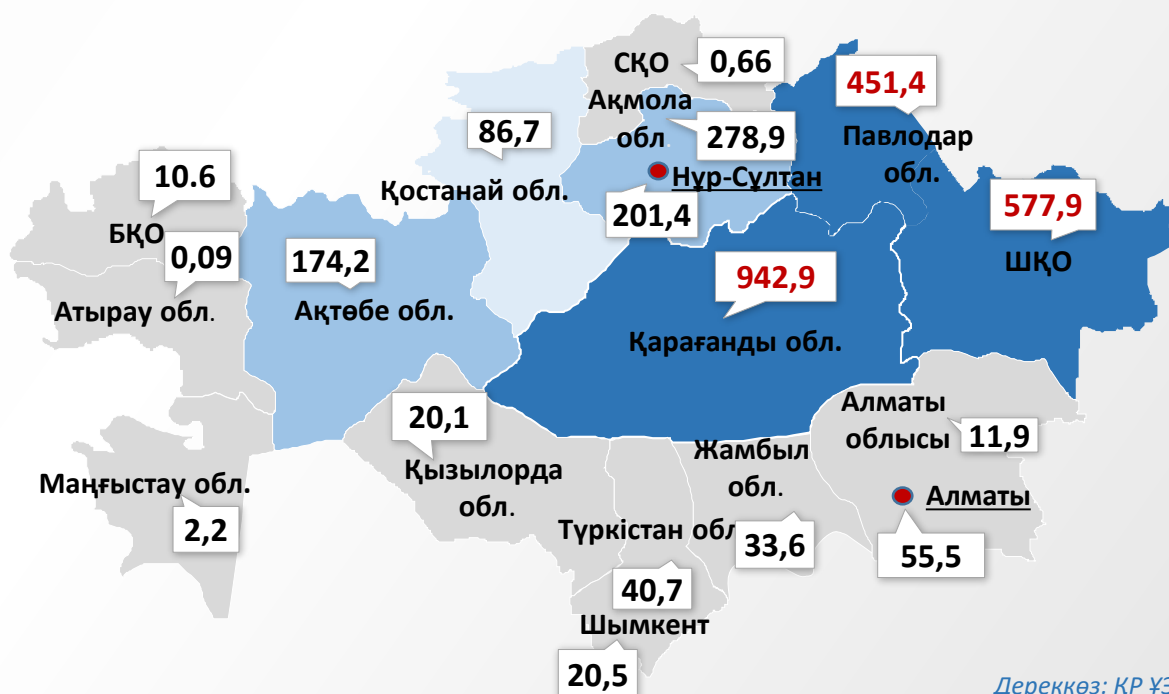 СҚО
0,66
Ақмола
обл
278,9
451,4
Павлодар
обл.
86,7
Қостанай обл.
Нұр-Сұлтан
201,4
577,9
ШҚО
10.6
БҚО
0,09
Атырау обл.
174,2
Ақтөбе обл.
942,9
Қарағанды обл.
20,1
Қызылорда
обл.
Алматы
облысы
11,9
Жамбыл
обл.
33,6
Маңғыстау обл.
2,2
Алматы
55,5
Түркістан обл
40,7
Шымкент
20,5
Дереккөз: ҚР ҰЭ